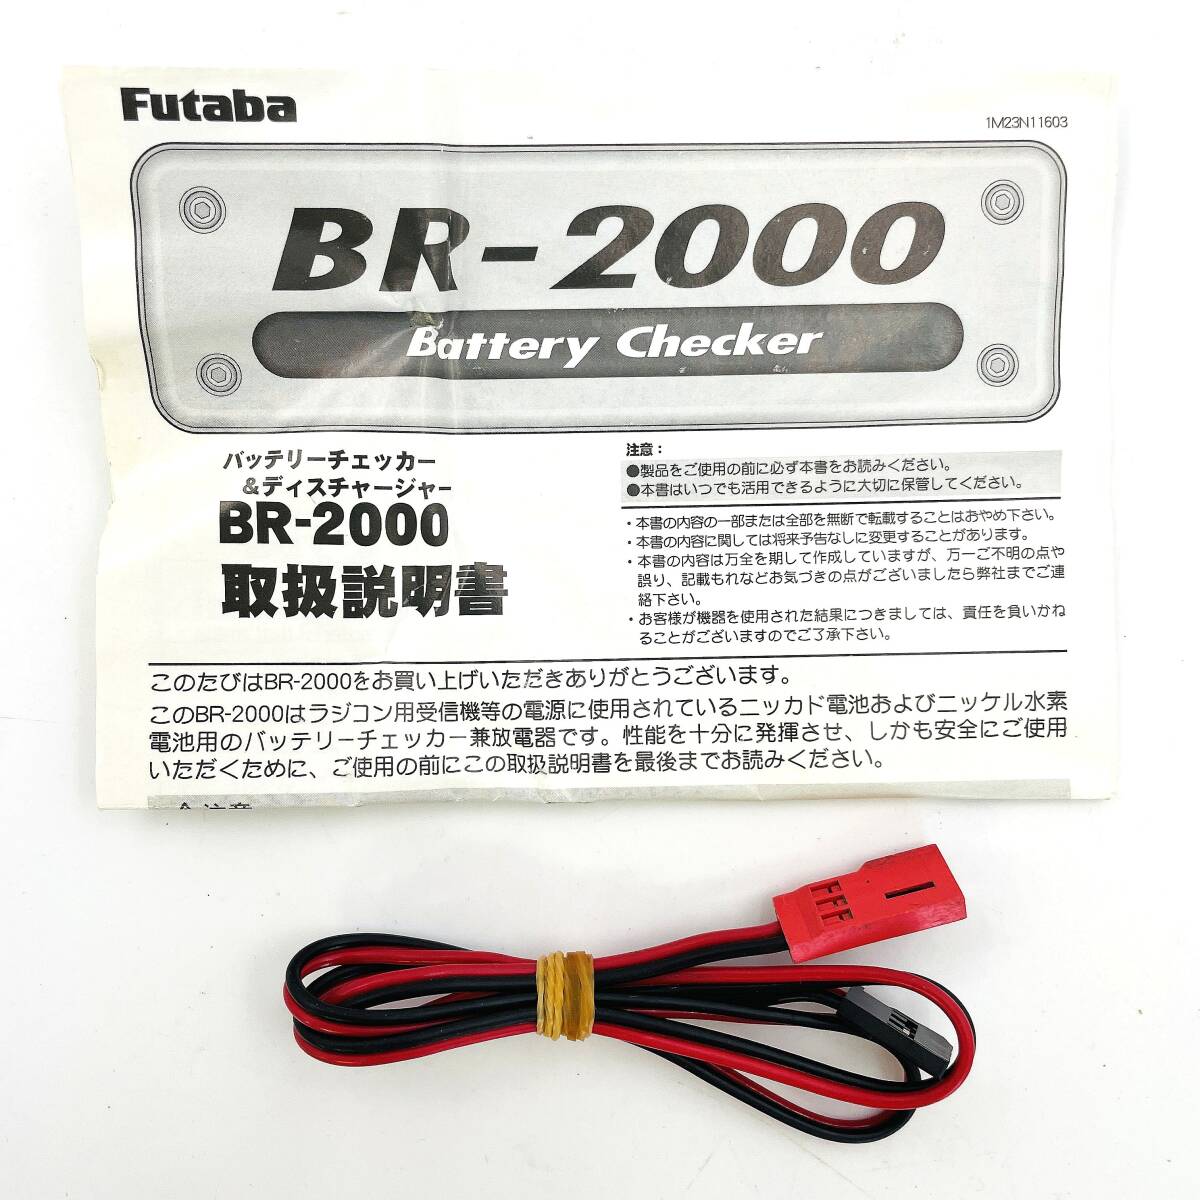 Futaba
1M23N11603
BR-2000
Battery Checker
バッテリーチェッカー
&ディスチャージャー
BR-2000
取扱説明書
注意：
●製品をご使用の前に必ず本書をお読みください。
●本書はいつでも活用できるように大切に保管してください。
・本書の内容の一部または全部を無断で転載することはおやめ下さい。
・本書の内容に関しては将来予告なしに変更することがあります。
・本書の内容は万全を期して作成していますが、万一ご不明の点や
誤り、記載もれなどお気づきの点がございましたら弊社までご連
絡下さい。
・お客様が機器を使用された結果につきましては、責任を負いかね
ることがございますのでご了承下さい。
このたびはBR-2000をお買い上げいただきありがとうございます。
このBR-2000はラジコン用受信機等の電源に使用されているニッカド電池およびニッケル水素
電池用のバッテリーチェッカー兼放電器です。性能を十分に発揮させ、しかも安全にご使用
いただくために、ご使用の前にこの取扱説明書を最後までお読みください。